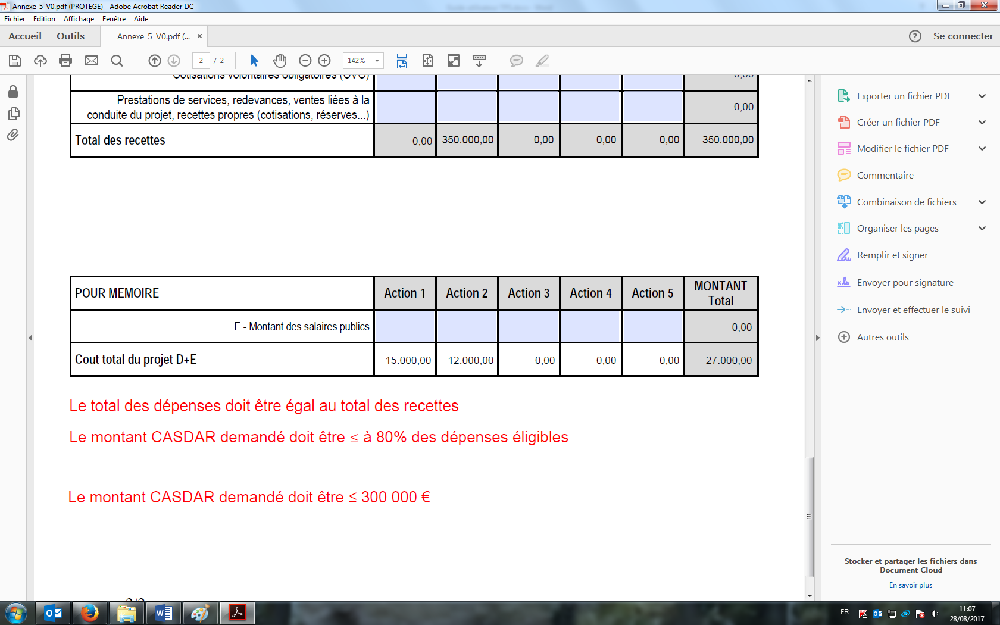 Annexe_5_V0.pdf (PROTEGE) - Adobe Acrobat Reader DC
Fichier Edition Affichage Fenêtre Aide
Accueil Outils Annexe_5_V0.pdf (... × Se connecter
2 / 2 142%
Cotisations volontaires obligatoires (CVO) 0,00
Prestations de services, redevances, ventes liées à la
conduite du projet, recettes propres (cotisations, réserves...) 0,00
Total des recettes 0,00 350.000,00 0,00 0,00 0,00 350.000,00
POUR MEMOIRE Action 1 Action 2 Action 3 Action 4 Action 5 MONTANT
Total
E - Montant des salaires publics 0,00
Cout total du projet D+E 15.000,00 12.000,00 0,00 0,00 0,00 27.000,00
Le total des dépenses doit être égal au total des recettes
Le montant CASDAR demandé doit être ≤ à 80% des dépenses éligibles
Le montant CASDAR demandé doit être ≤ 300 000 €
2/2
Exporter un fichier PDF
Créer un fichier PDF
Modifier le fichier PDF
Commentaire
Combinaison de fichiers
Organiser les pages
Remplir et signer
Envoyer pour signature
Envoyer et effectuer le suivi
Autres outils
Stocker et partager les fichiers dans
Document Cloud
En savoir plus
FR 11:07
28/08/2017